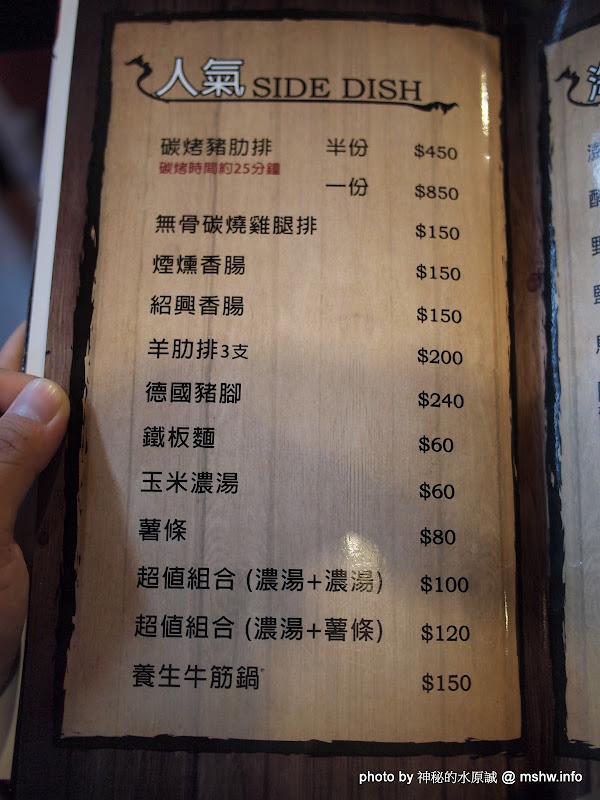 人氣 SIDE DISH
碳烤豬肋排 半份 $450
碳烤時間約25分鐘
一份 $850
無骨碳燒雞腿排 $150
煙燻香腸 $150
紹興香腸 $150
羊肋排3支 $200
德國豬腳 $240
鐵板麵 $60
玉米濃湯 $60
薯條 $80
超值組合 (濃湯+濃湯) $100
超值組合 (濃湯+薯條) $120
養生牛筋鍋 $150
photo by 神秘的水原誠 @ mshw.info